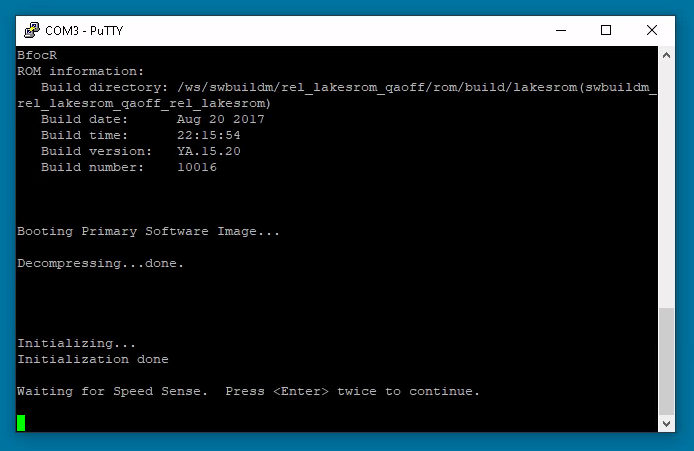 COM3 - PuTTY
BfocR
ROM information:
   Build directory: /ws/swbuildm/rel_lakesrom_qaoff/rom/build/lakesrom(swbuildm_
rel_lakesrom_qaoff_rel_lakesrom)
   Build date:      Aug 20 2017
   Build time:      22:15:54
   Build version:   YA.15.20
   Build number:    10016
Booting Primary Software Image...
Decompressing...done.
Initializing...
Initialization done
Waiting for Speed Sense.  Press <Enter> twice to continue.